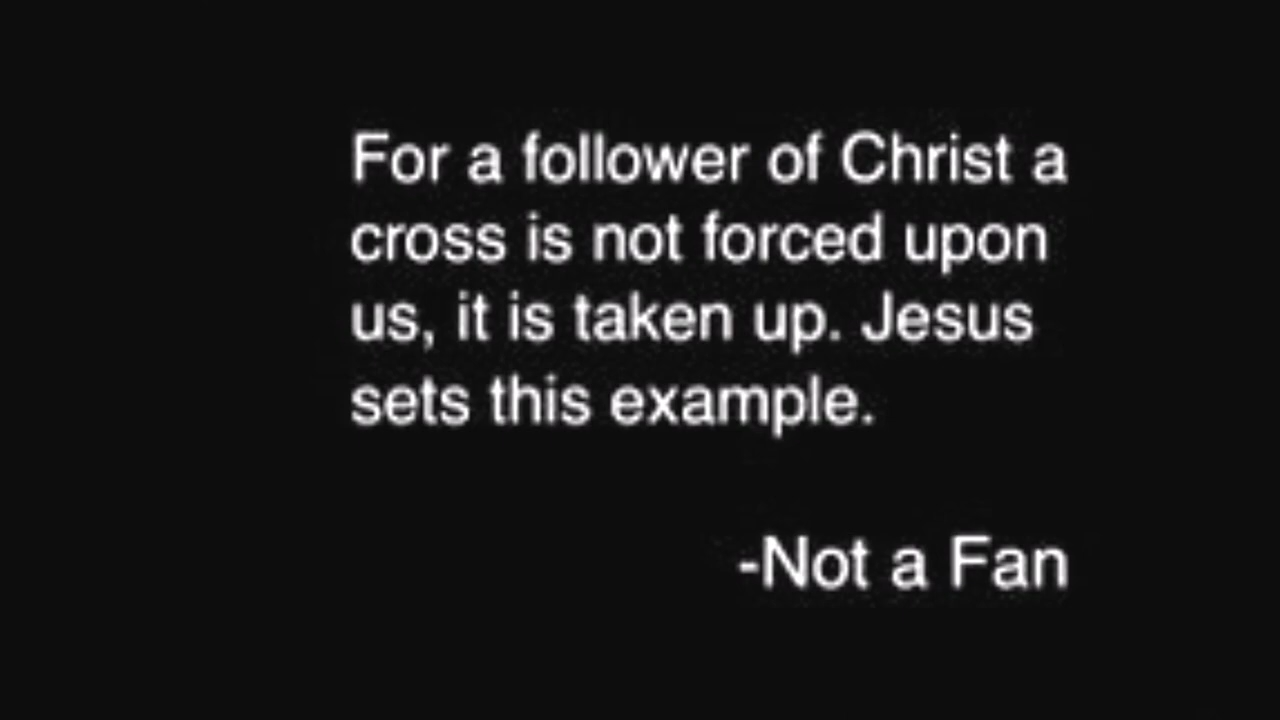 For a follower of Christ a
cross is not forced upon
us, it is taken up. Jesus
sets this example.
-Not a Fan